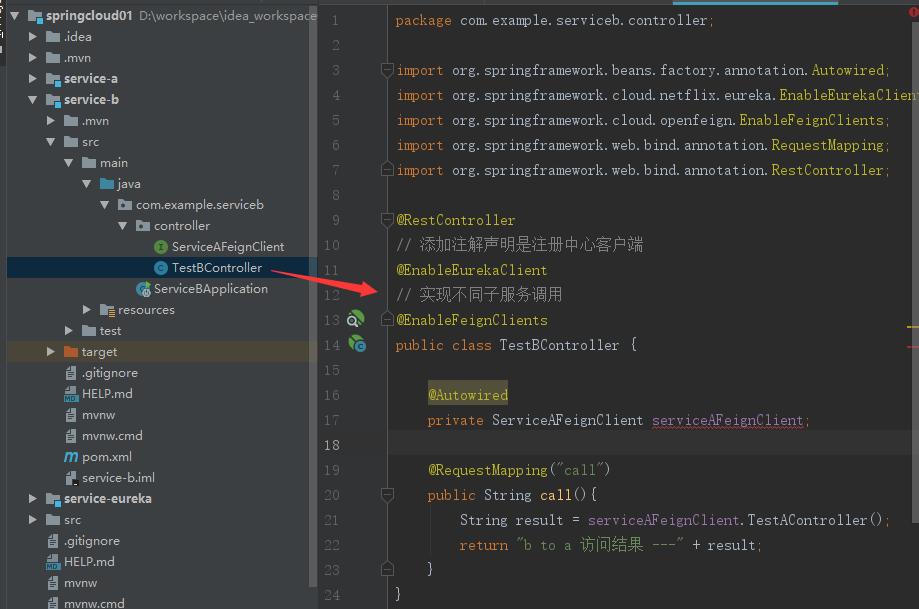 springcloud01 D:\workspace\idea_workspace
.idea
.mvn
service-a
service-b
.mvn
src
main
java
com.example.serviceb
controller
ServiceAFeignClient
TestBController
ServiceBApplication
resources
test
target
.gitignore
HELP.md
mvnw
mvnw.cmd
pom.xml
service-b.iml
service-eureka
src
.gitignore
HELP.md
mvnw
mvnw.cmd
1 package com.example.serviceb.controller;
2
3 import org.springframework.beans.factory.annotation.Autowired;
4 import org.springframework.cloud.netflix.eureka.EnableEurekaClien
5 import org.springframework.cloud.openfeign.EnableFeignClients;
6 import org.springframework.web.bind.annotation.RequestMapping;
7 import org.springframework.web.bind.annotation.RestController;
8
9 @RestController
10 // 添加注解声明是注册中心客户端
11 @EnableEurekaClient
12 // 实现不同子服务调用
13 @EnableFeignClients
14 public class TestBController {
15
16 @Autowired
17 private ServiceAFeignClient serviceAFeignClient;
18
19 @RequestMapping("call")
20 public String call(){
21 String result = serviceAFeignClient.TestAController();
22 return "b to a 访问结果 ---" + result;
23 }
24 }